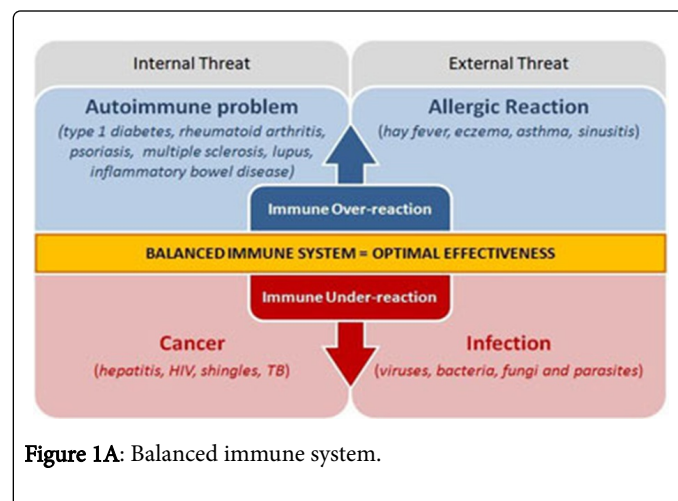 Internal Threat
External Threat
Autoimmune problem
(type 1 diabetes, rheumatoid arthritis,
psoriasis, multiple sclerosis, lupus,
inflammatory bowel disease)
Allergic Reaction
(hay fever, eczema, asthma, sinusitis)
Immune Over-reaction
BALANCED IMMUNE SYSTEM = OPTIMAL EFFECTIVENESS
Immune Under-reaction
Cancer
(hepatitis, HIV, shingles, TB)
Infection
(viruses, bacteria, fungi and parasites)
Figure 1A: Balanced immune system.